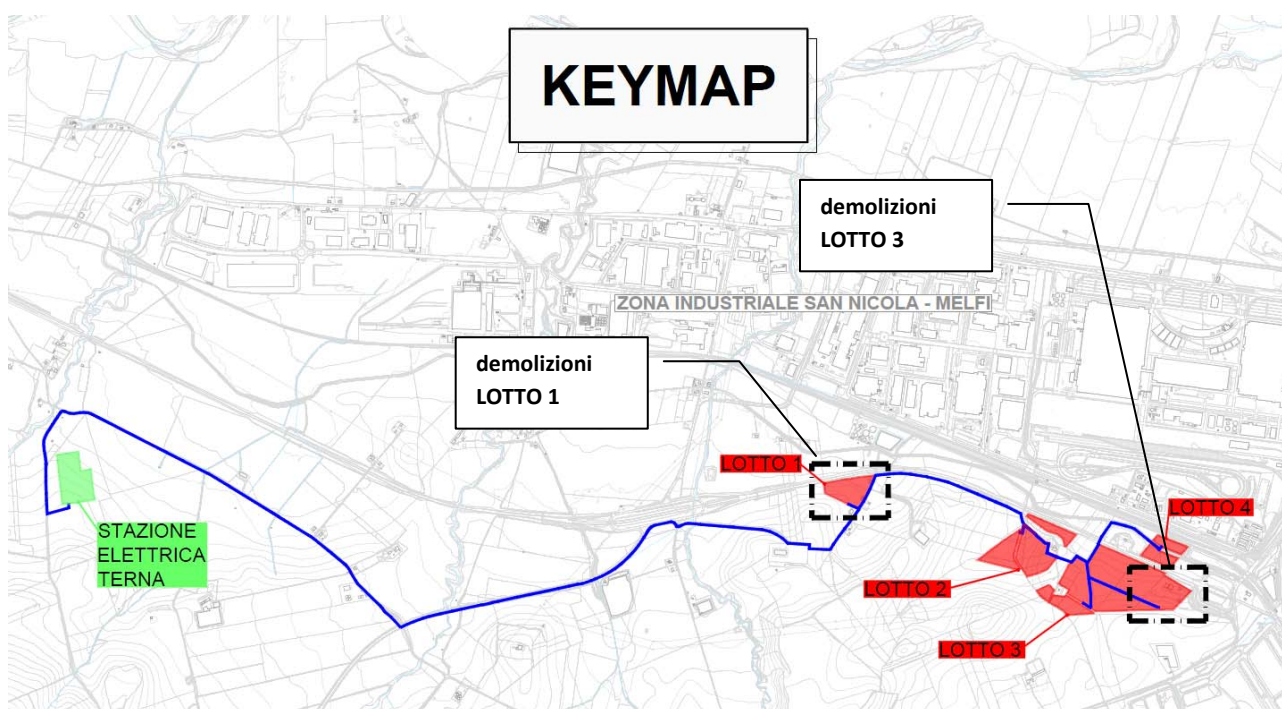 KEYMAP
demolizioni
LOTTO 3
ZONA INDUSTRIALE SAN NICOLA - MELFI
demolizioni
LOTTO 1
LOTTO 1
LOTTO 4
STAZIONE
ELETTRICA
TERNA
LOTTO 2
LOTTO 3